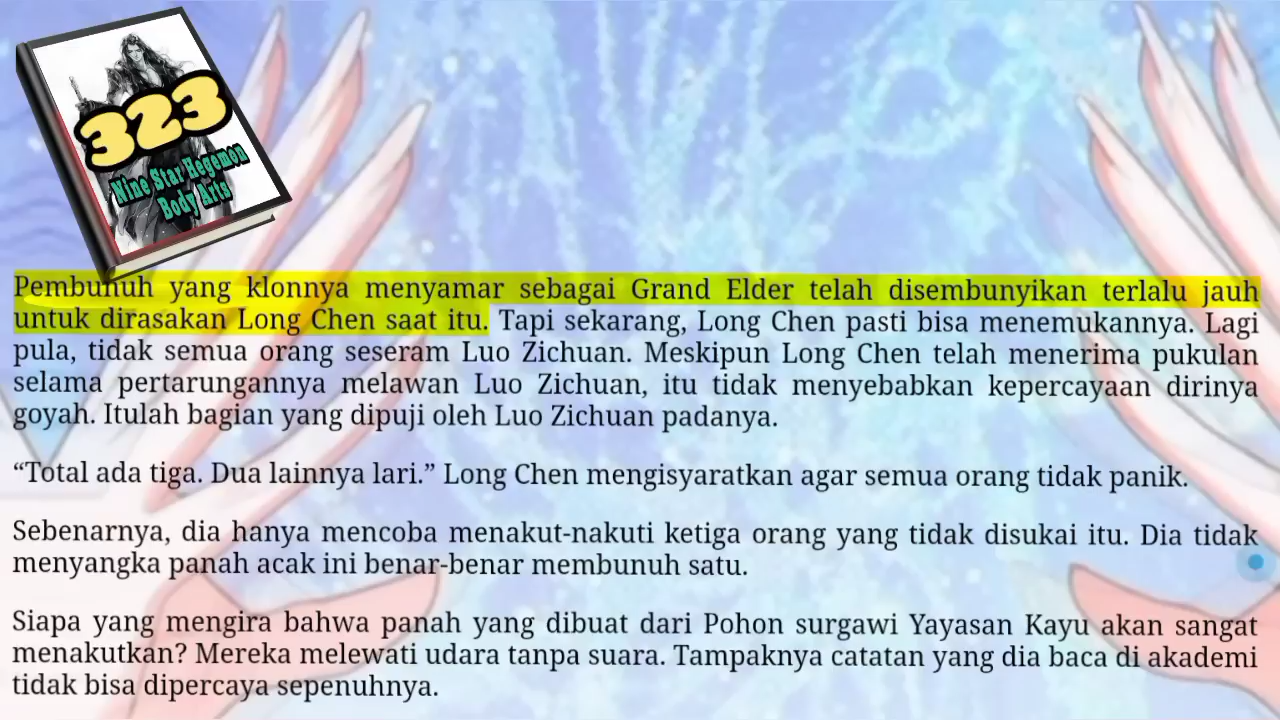 323
Nine Star Hegemon
Body Arts
Pembunuh yang klonnya menyamar sebagai Grand Elder telah disembunyikan terlalu jauh
untuk dirasakan Long Chen saat itu. Tapi sekarang, Long Chen pasti bisa menemukannya. Lagi
pula, tidak semua orang seseram Luo Zichuan. Meskipun Long Chen telah menerima pukulan
selama pertarungannya melawan Luo Zichuan, itu tidak menyebabkan kepercayaan dirinya
goyah. Itulah bagian yang dipuji oleh Luo Zichuan padanya.
“Total ada tiga. Dua lainnya lari.” Long Chen mengisyaratkan agar semua orang tidak panik.
Sebenarnya, dia hanya mencoba menakut-nakuti ketiga orang yang tidak disukai itu. Dia tidak
menyangka panah acak ini benar-benar membunuh satu.
Siapa yang mengira bahwa panah yang dibuat dari Pohon surgawi Yayasan Kayu akan sangat
menakutkan? Mereka melewati udara tanpa suara. Tampaknya catatan yang dia baca di akademi
tidak bisa dipercaya sepenuhnya.